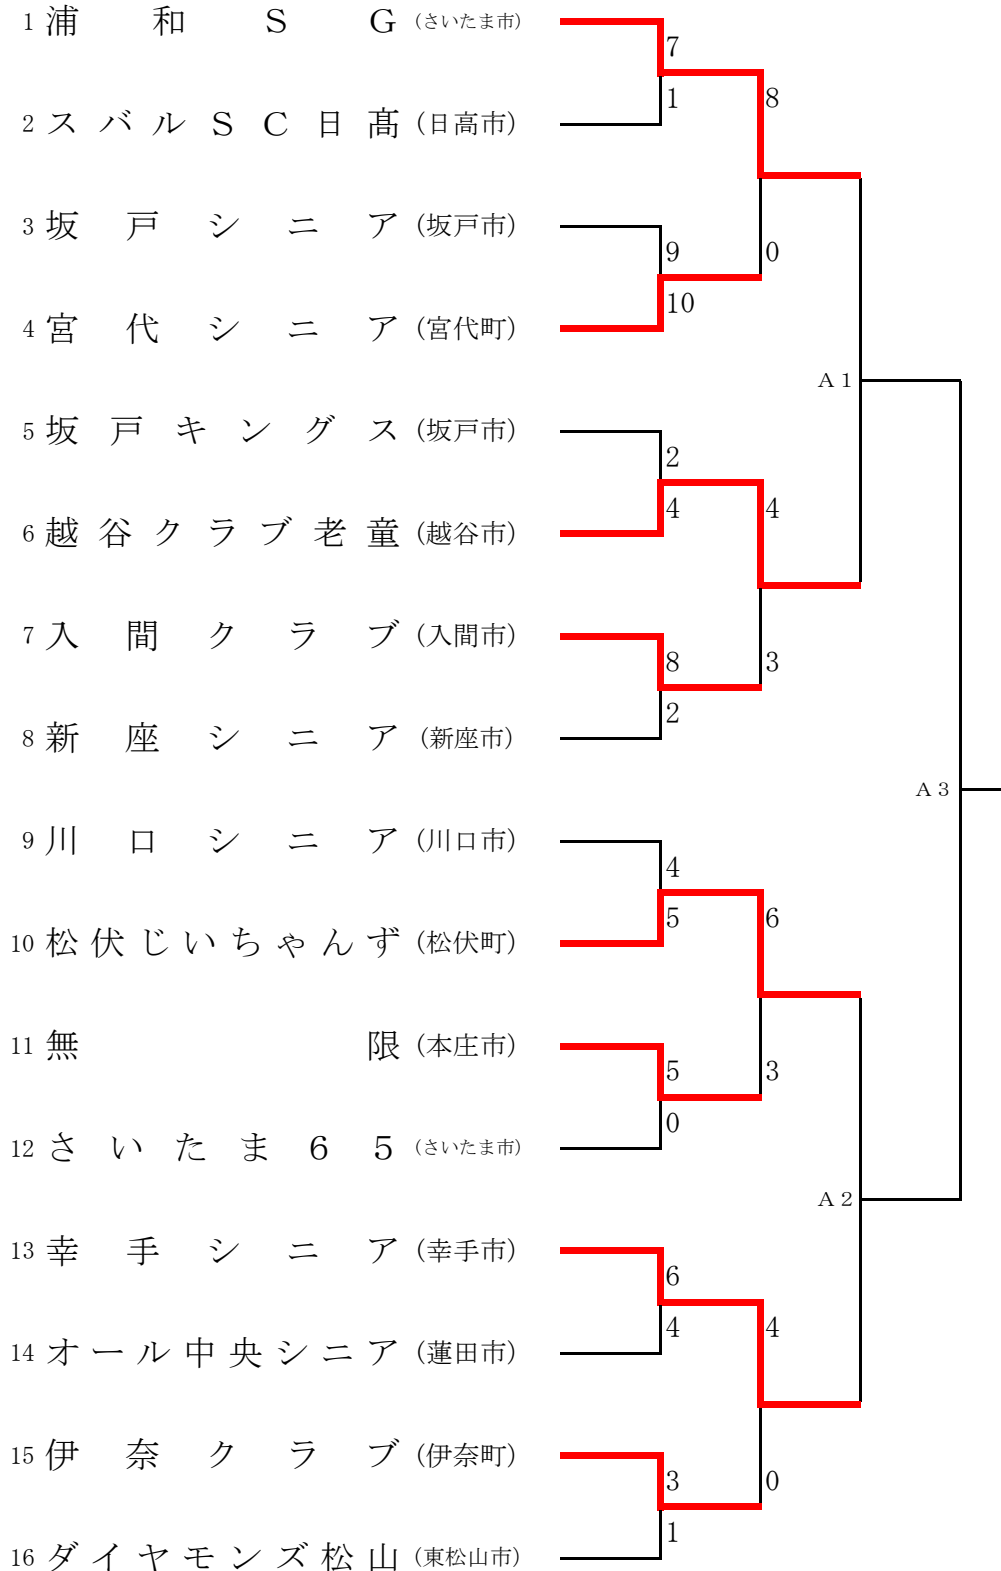 1 浦和SG (さいたま市)
7
8
1
2 スバルSC日髙 (日高市)
3 坂戸シニア (坂戸市)
9
0
10
4 宮代シニア (宮代町)
A1
5 坂戸キングス (坂戸市)
2
4
4
6 越谷クラブ老童 (越谷市)
7 入間クラブ (入間市)
8
3
2
8 新座シニア (新座市)
A3
9 川口シニア (川口市)
4
5
6
10 松伏じいちゃんず (松伏町)
11 無限 (本庄市)
5
3
0
12 さいたま65 (さいたま市)
A2
13 幸手シニア (幸手市)
6
4
4
14 オール中央シニア (蓮田市)
15 伊奈クラブ (伊奈町)
3
0
1
16 ダイヤモンズ松山 (東松山市)